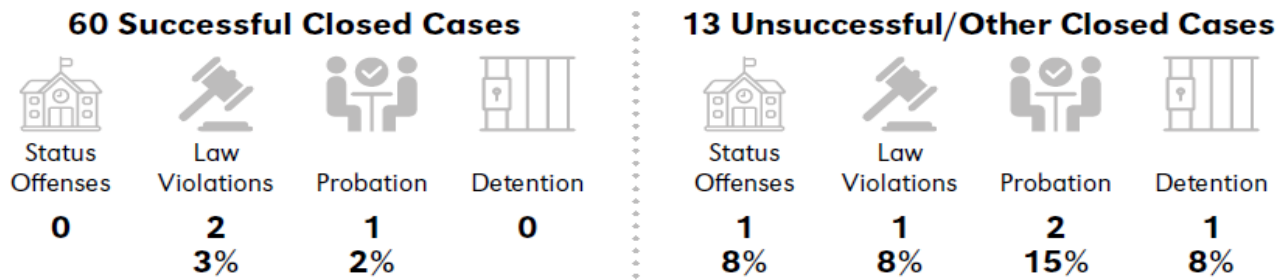 60 Successful Closed Cases
Status Offenses
Law Violations
Probation
Detention
0
2
1
0
3%
2%
13 Unsuccessful/Other Closed Cases
Status Offenses
Law Violations
Probation
Detention
1
1
2
1
8%
8%
15%
8%